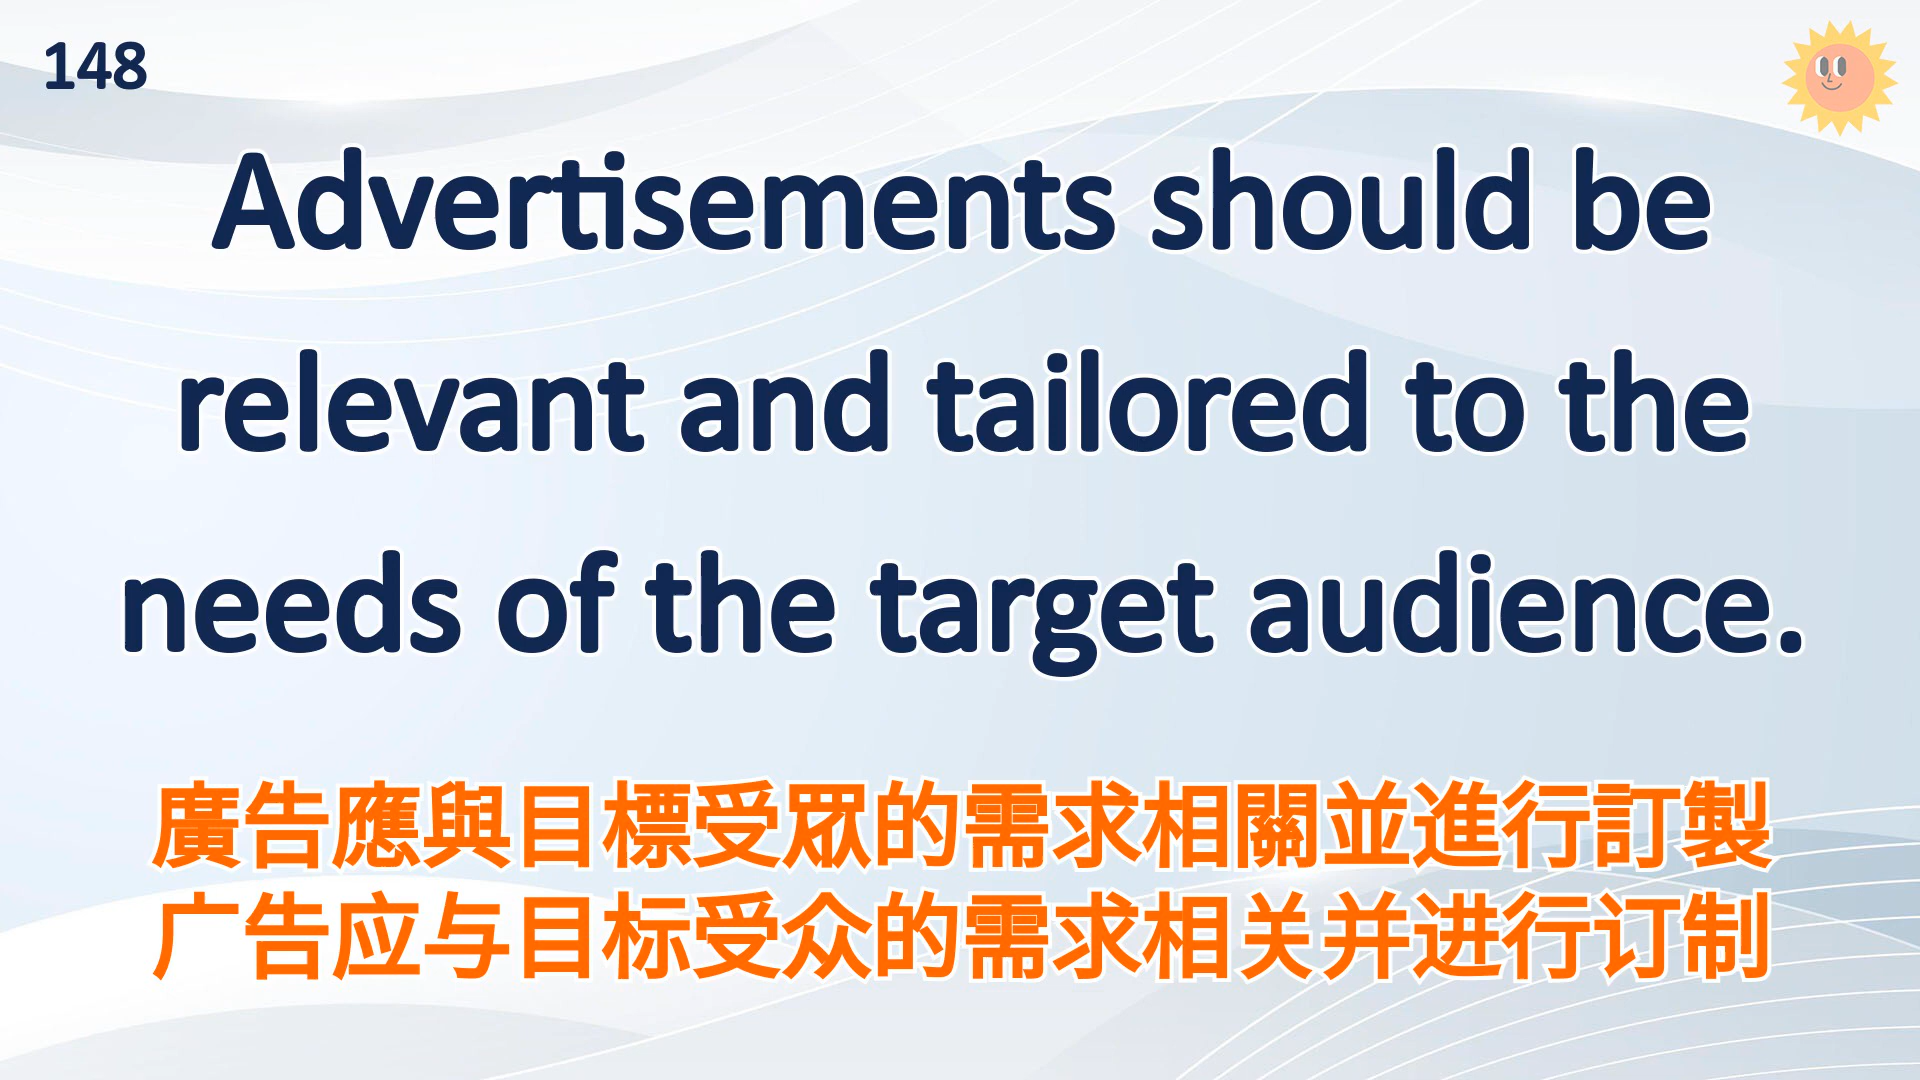 148
Advertisements should be
relevant and tailored to the
needs of the target audience.
廣告應與目標受眾的需求相關並進行訂製
广告应与目标受众的需求相关并进行订制